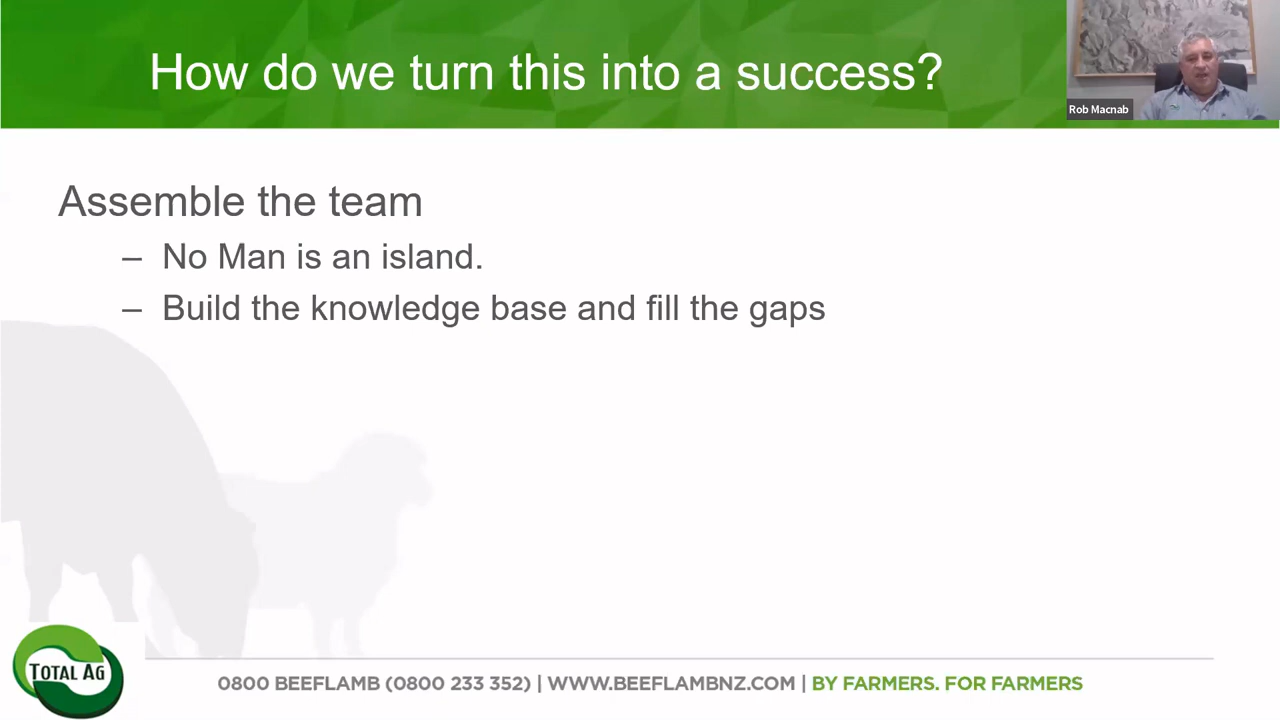 How do we turn this into a success?
Rob Macnab
Assemble the team
– No Man is an island.
– Build the knowledge base and fill the gaps
TOTAL AG
0800 BEEFLAMB (0800 233 352) | WWW.BEEFLAMBNZ.COM | BY FARMERS. FOR FARMERS